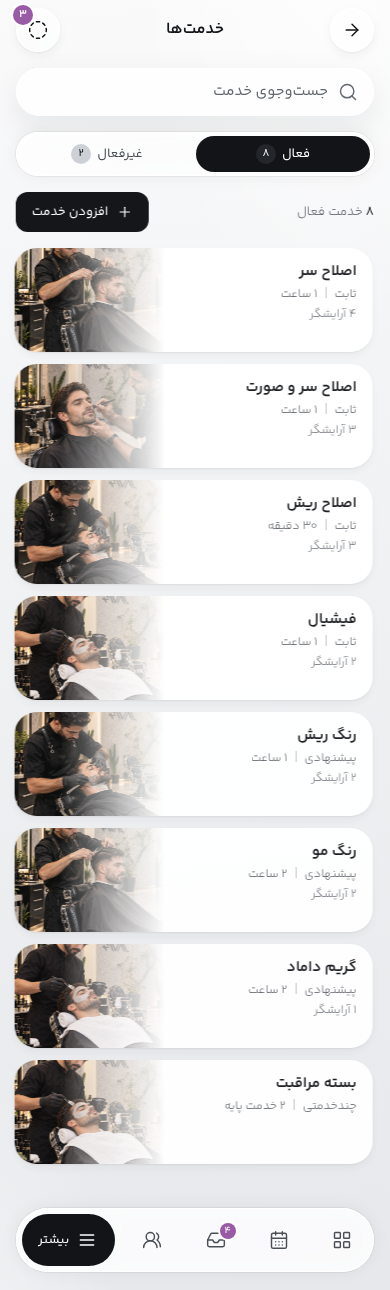 خدمت‌ها
۳
جست‌وجوی خدمت
فعال ۸
غیرفعال ۲
۸ خدمت فعال
افزودن خدمت
اصلاح سر
ثابت | ۱ ساعت
۴ آرایشگر
اصلاح سر و صورت
ثابت | ۱ ساعت
۳ آرایشگر
اصلاح ریش
ثابت | ۳۰ دقیقه
۳ آرایشگر
فیشیال
ثابت | ۱ ساعت
۲ آرایشگر
رنگ ریش
پیشنهادی | ۱ ساعت
۲ آرایشگر
رنگ مو
پیشنهادی | ۲ ساعت
۲ آرایشگر
گریم داماد
پیشنهادی | ۲ ساعت
۱ آرایشگر
بسته مراقبت
چندخدمتی | ۲ خدمت پایه
۴
بیشتر